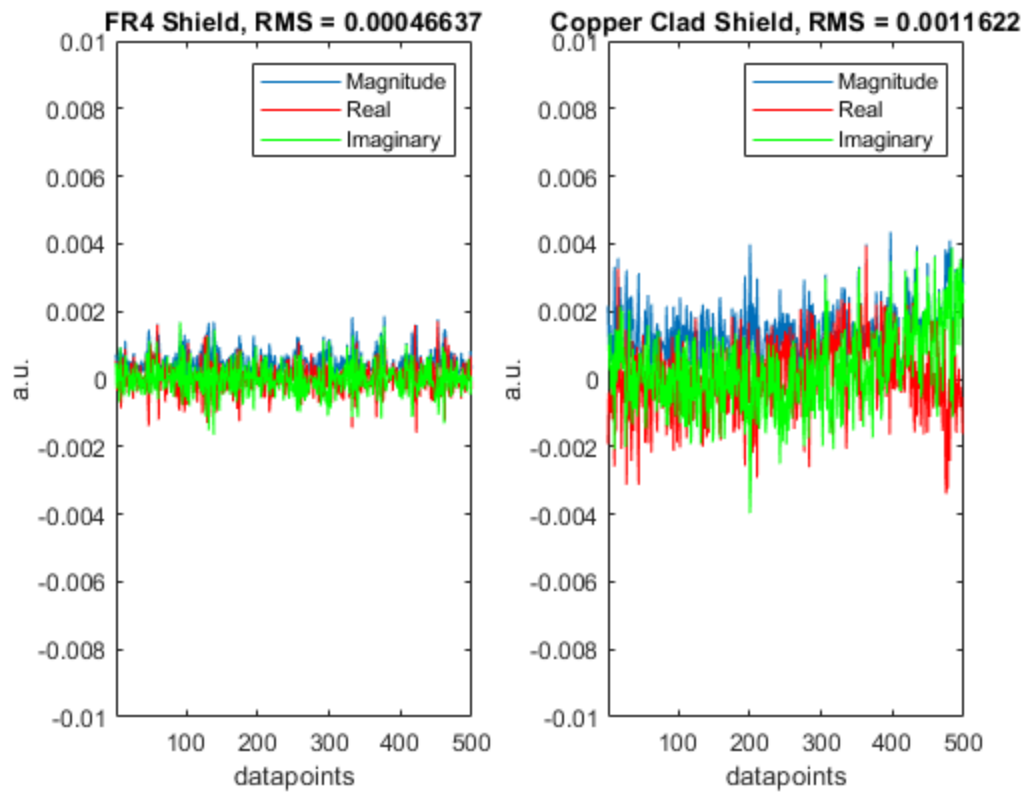 FR4 Shield, RMS = 0.00046637
0.01
0.008
0.006
0.004
0.002
0
-0.002
-0.004
-0.006
-0.008
-0.01
a.u.
Magnitude
Real
Imaginary
100 200 300 400 500
datapoints
Copper Clad Shield, RMS = 0.0011622
0.01
0.008
0.006
0.004
0.002
0
-0.002
-0.004
-0.006
-0.008
-0.01
a.u.
Magnitude
Real
Imaginary
100 200 300 400 500
datapoints